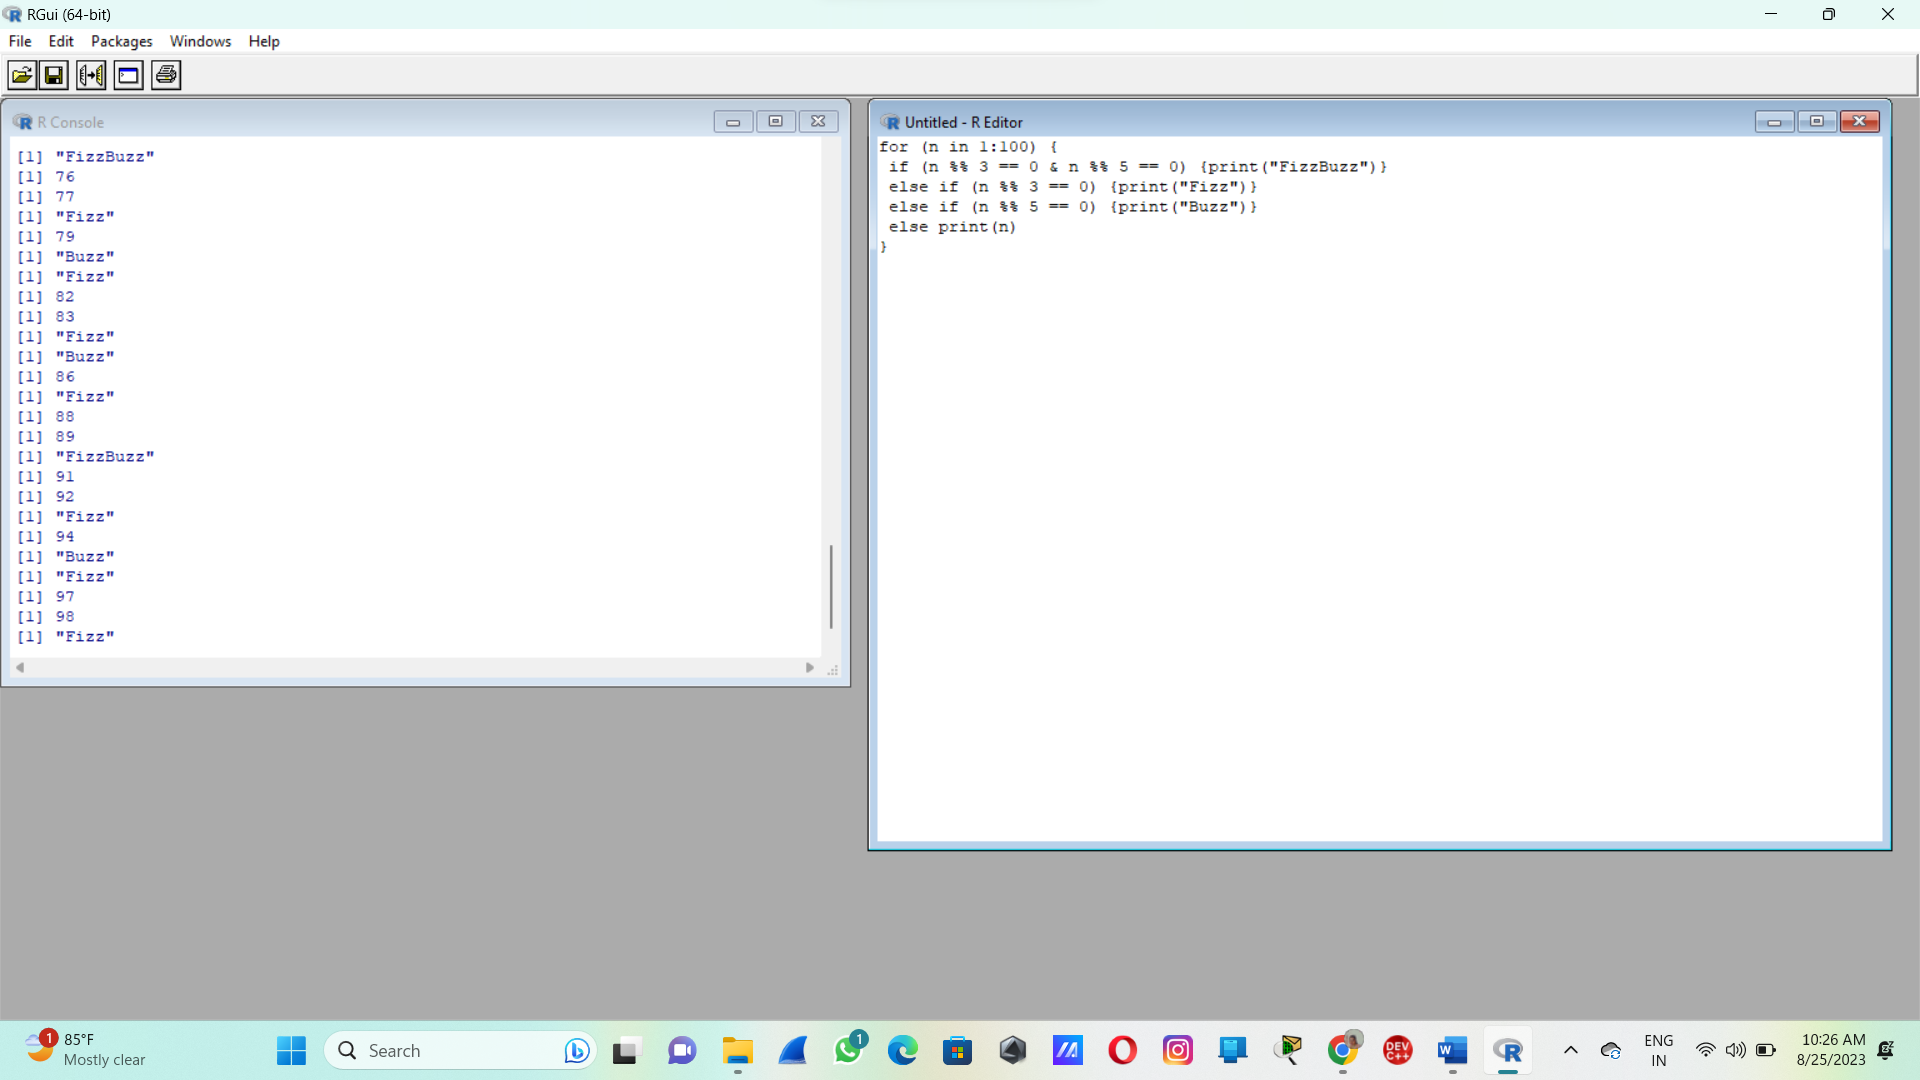 RGui (64-bit)
File Edit Packages Windows Help
R Console
[1] "FizzBuzz"
[1] 76
[1] 77
[1] "Fizz"
[1] 79
[1] "Buzz"
[1] "Fizz"
[1] 82
[1] 83
[1] "Fizz"
[1] "Buzz"
[1] 86
[1] "Fizz"
[1] 88
[1] 89
[1] "FizzBuzz"
[1] 91
[1] 92
[1] "Fizz"
[1] 94
[1] "Buzz"
[1] "Fizz"
[1] 97
[1] 98
[1] "Fizz"
Untitled - R Editor
for (n in 1:100) {
 if (n %% 3 == 0 & n %% 5 == 0) {print("FizzBuzz")}
 else if (n %% 3 == 0) {print("Fizz")}
 else if (n %% 5 == 0) {print("Buzz")}
 else print(n)
}
1
85°F
Mostly clear
Search
1
DEV
C++
W
R
ENG
IN
10:26 AM
8/25/2023